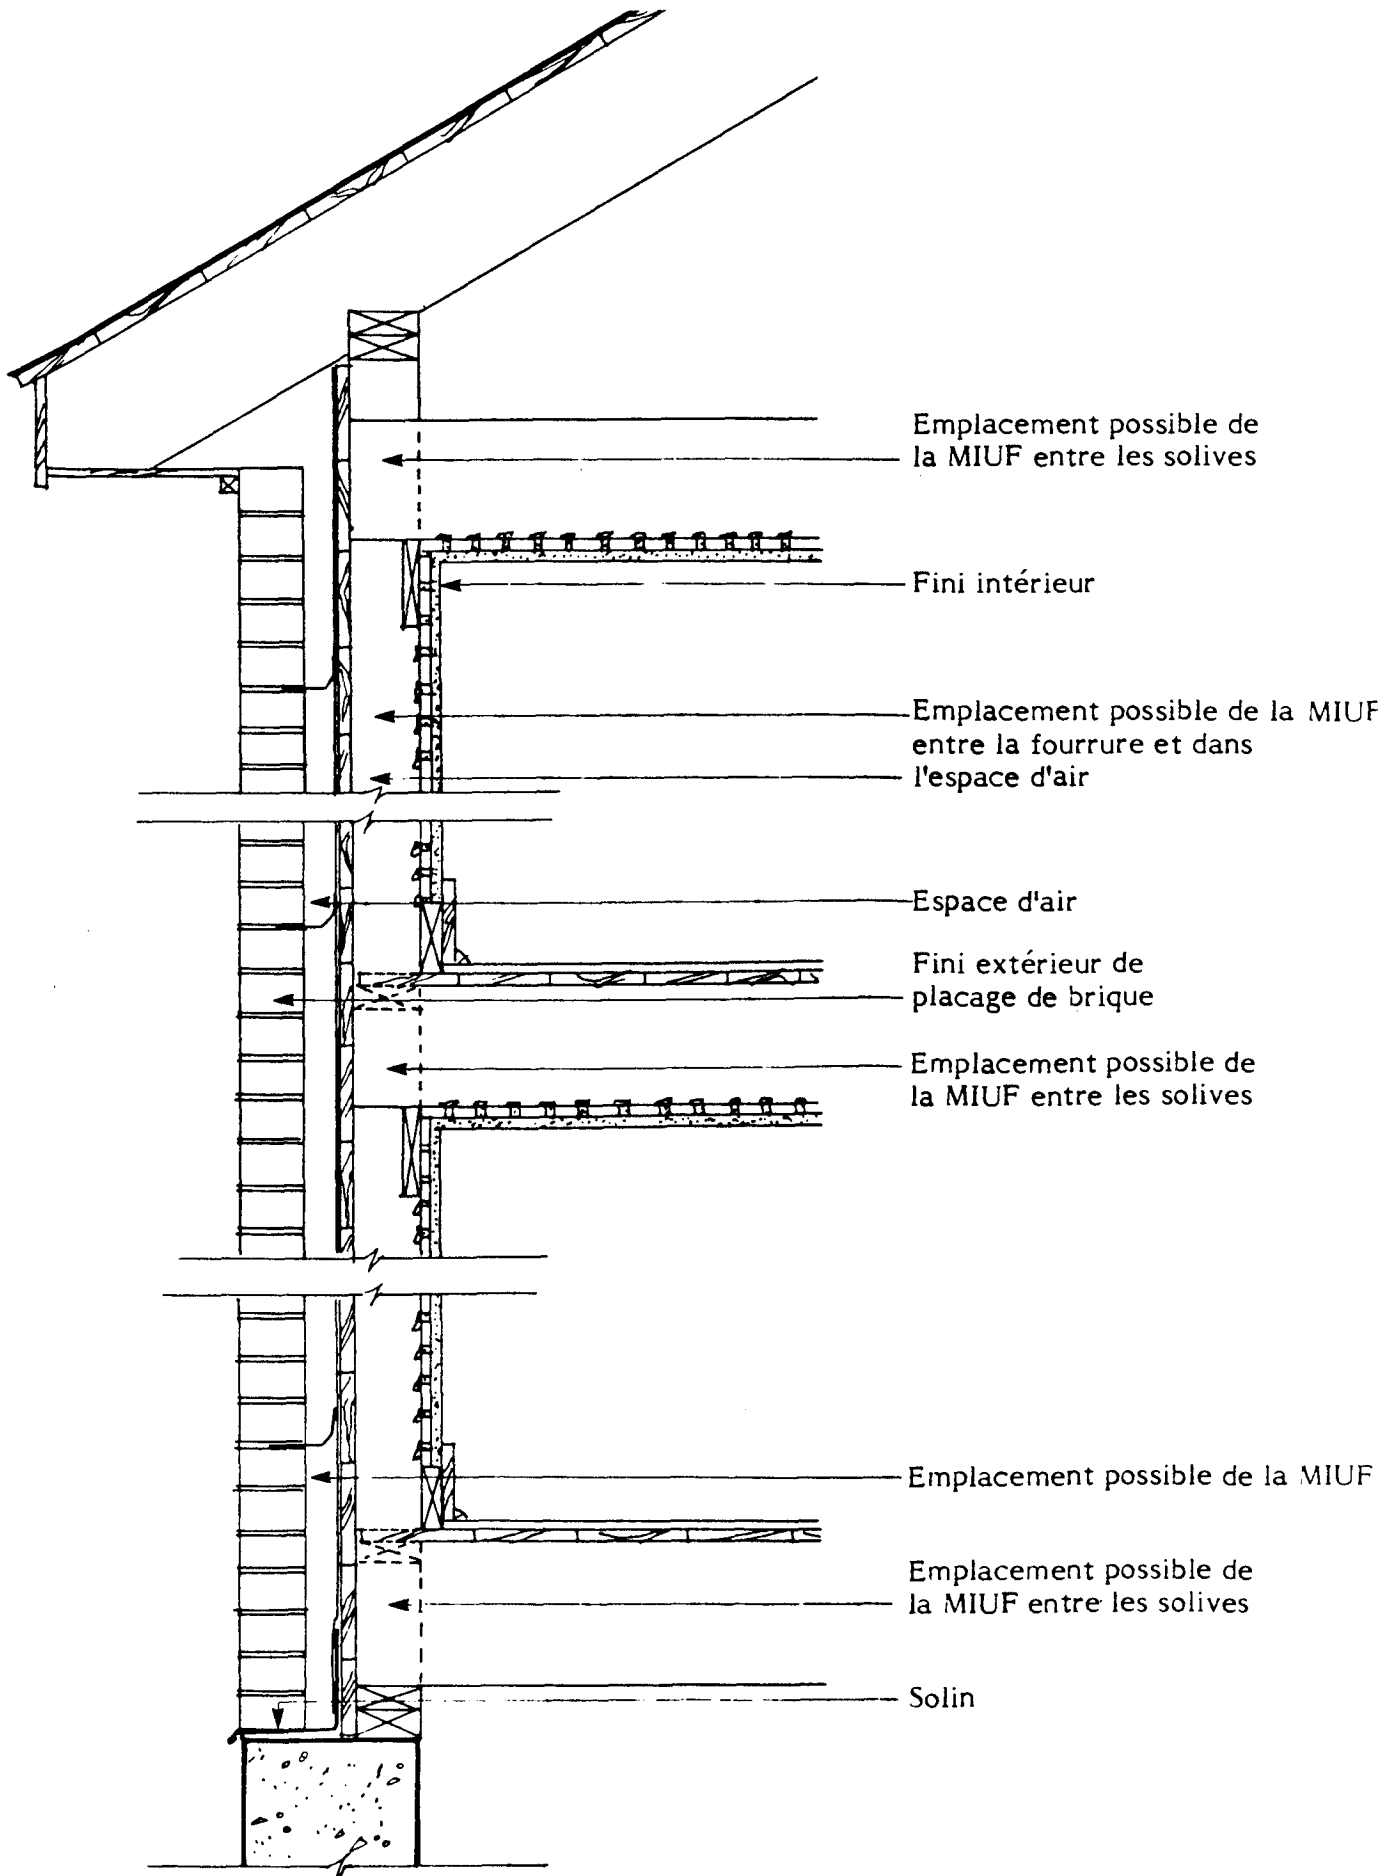 Emplacement possible de
la MIUF entre les solives
Fini intérieur
Emplacement possible de la MIUF
entre la fourrure et dans
l'espace d'air
Espace d'air
Fini extérieur de
placage de brique
Emplacement possible de
la MIUF entre les solives
Emplacement possible de la MIUF
Emplacement possible de
la MIUF entre les solives
Solin